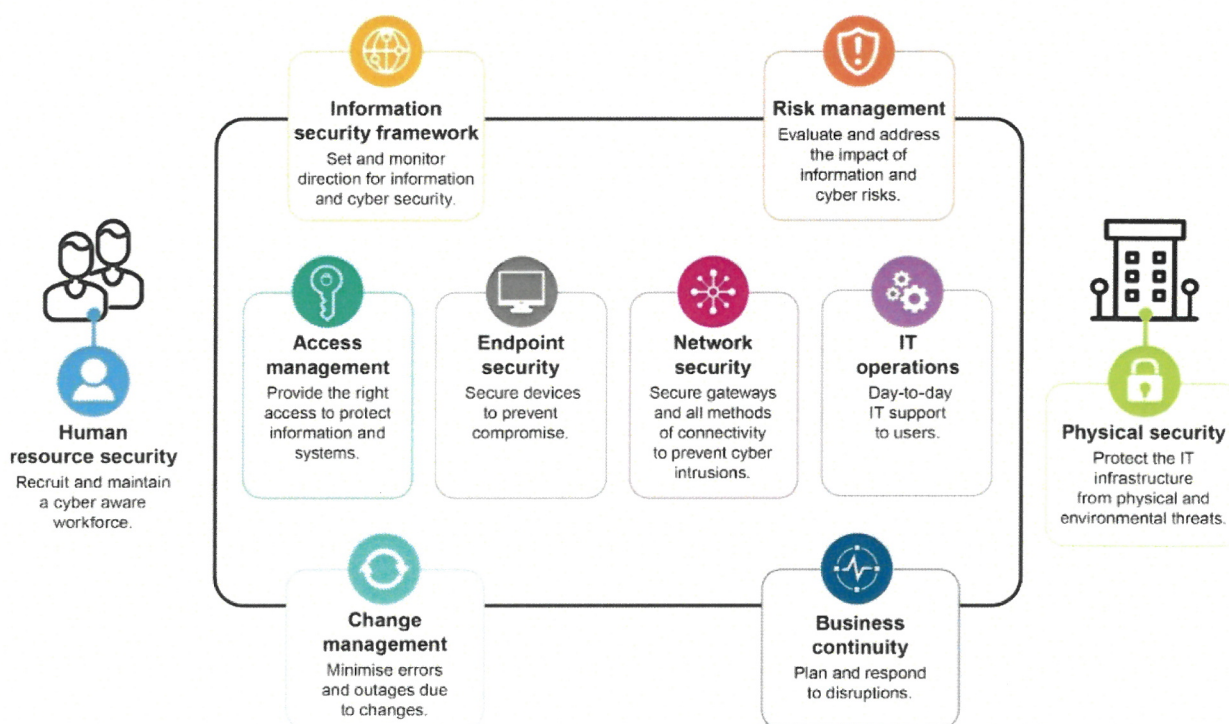 Information
security framework
Set and monitor
direction for information
and cyber security.
Risk management
Evaluate and address
the impact of
information and
cyber risks.
Human
resource security
Recruit and maintain
a cyber aware
workforce.
Access
management
Provide the right
access to protect
information and
systems.
Endpoint
security
Secure devices
to prevent
compromise.
Network
security
Secure gateways
and all methods
of connectivity
to prevent cyber
intrusions.
IT
operations
Day-to-day
IT support
to users.
Physical security
Protect the IT
infrastructure
from physical and
environmental threats.
Change
management
Minimise errors
and outages due
to changes.
Business
continuity
Plan and respond
to disruptions.